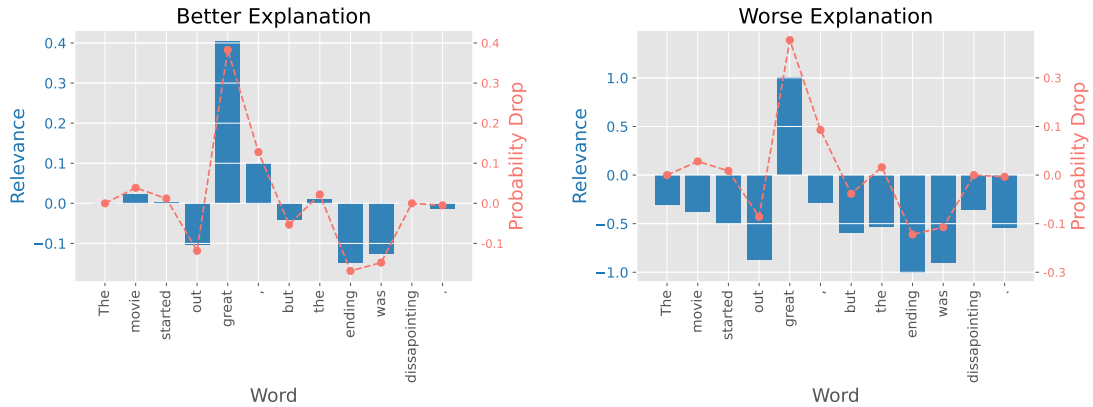 Better Explanation
0.4
0.3
0.2
0.1
0.0
−0.1
Relevance
0.4
0.3
0.2
0.1
0.0
-0.1
Probability Drop
The
movie
started
out
great
,
but
the
ending
was
dissapointing
.
Word
Worse Explanation
1.0
0.5
0.0
−0.5
−1.0
Relevance
0.3
0.1
0.0
-0.1
-0.3
Probability Drop
The
movie
started
out
great
,
but
the
ending
was
dissapointing
.
Word